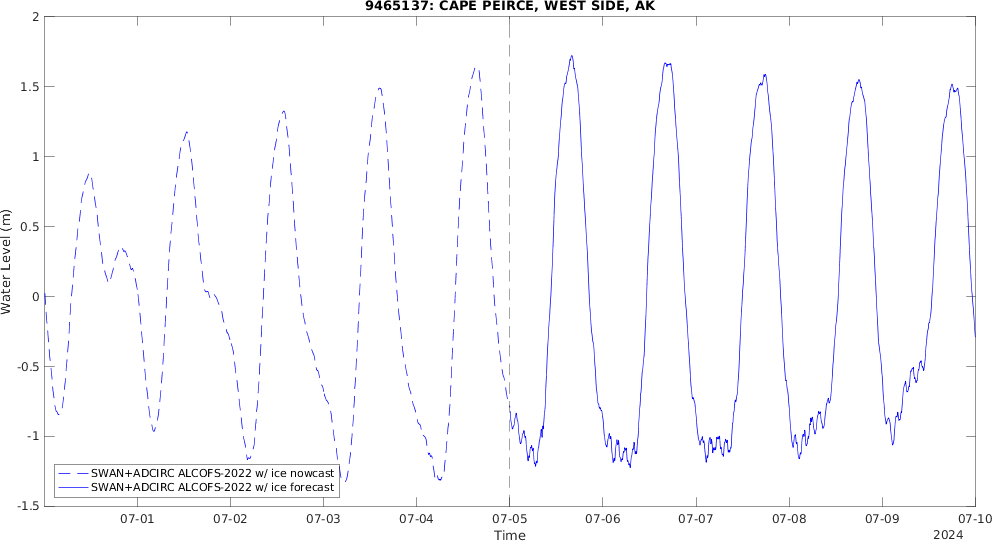 9465137: CAPE PEIRCE, WEST SIDE, AK
2
1.5
1
0.5
0
-0.5
-1
-1.5
Water Level (m)
SWAN+ADCIRC ALCOFS-2022 w/ ice nowcast
SWAN+ADCIRC ALCOFS-2022 w/ ice forecast
07-01 07-02 07-03 07-04 07-05 07-06 07-07 07-08 07-09 07-10
Time
2024